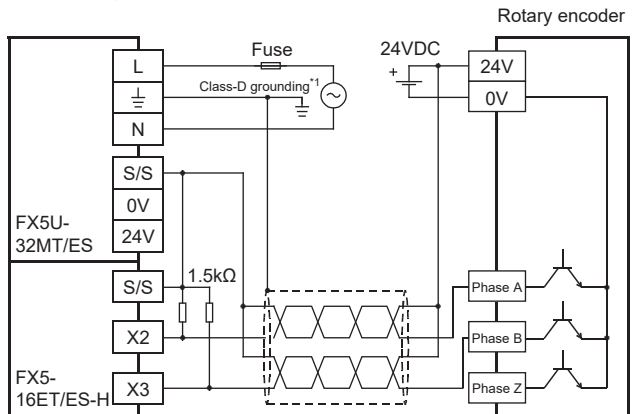 Rotary encoder
Fuse
24VDC
L
+
24V
Class-D grounding*1
0V
N
S/S
0V
24V
FX5U-
32MT/ES
S/S
1.5kΩ
Phase A
X2
Phase B
FX5-
16ET/ES-H
X3
Phase Z